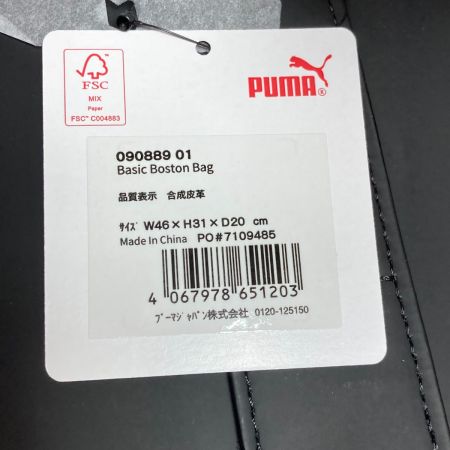 FSC
MIX
Paper
FSC™ C004883
PUMA®
090889 01
Basic Boston Bag
品質表示 合成皮革
ｻｲｽﾞ W46×H31×D20 cm
Made In China PO#7109485
4 067978 651203
ﾌﾟｰﾏｼﾞｬﾊﾟﾝ株式会社 0120-125150